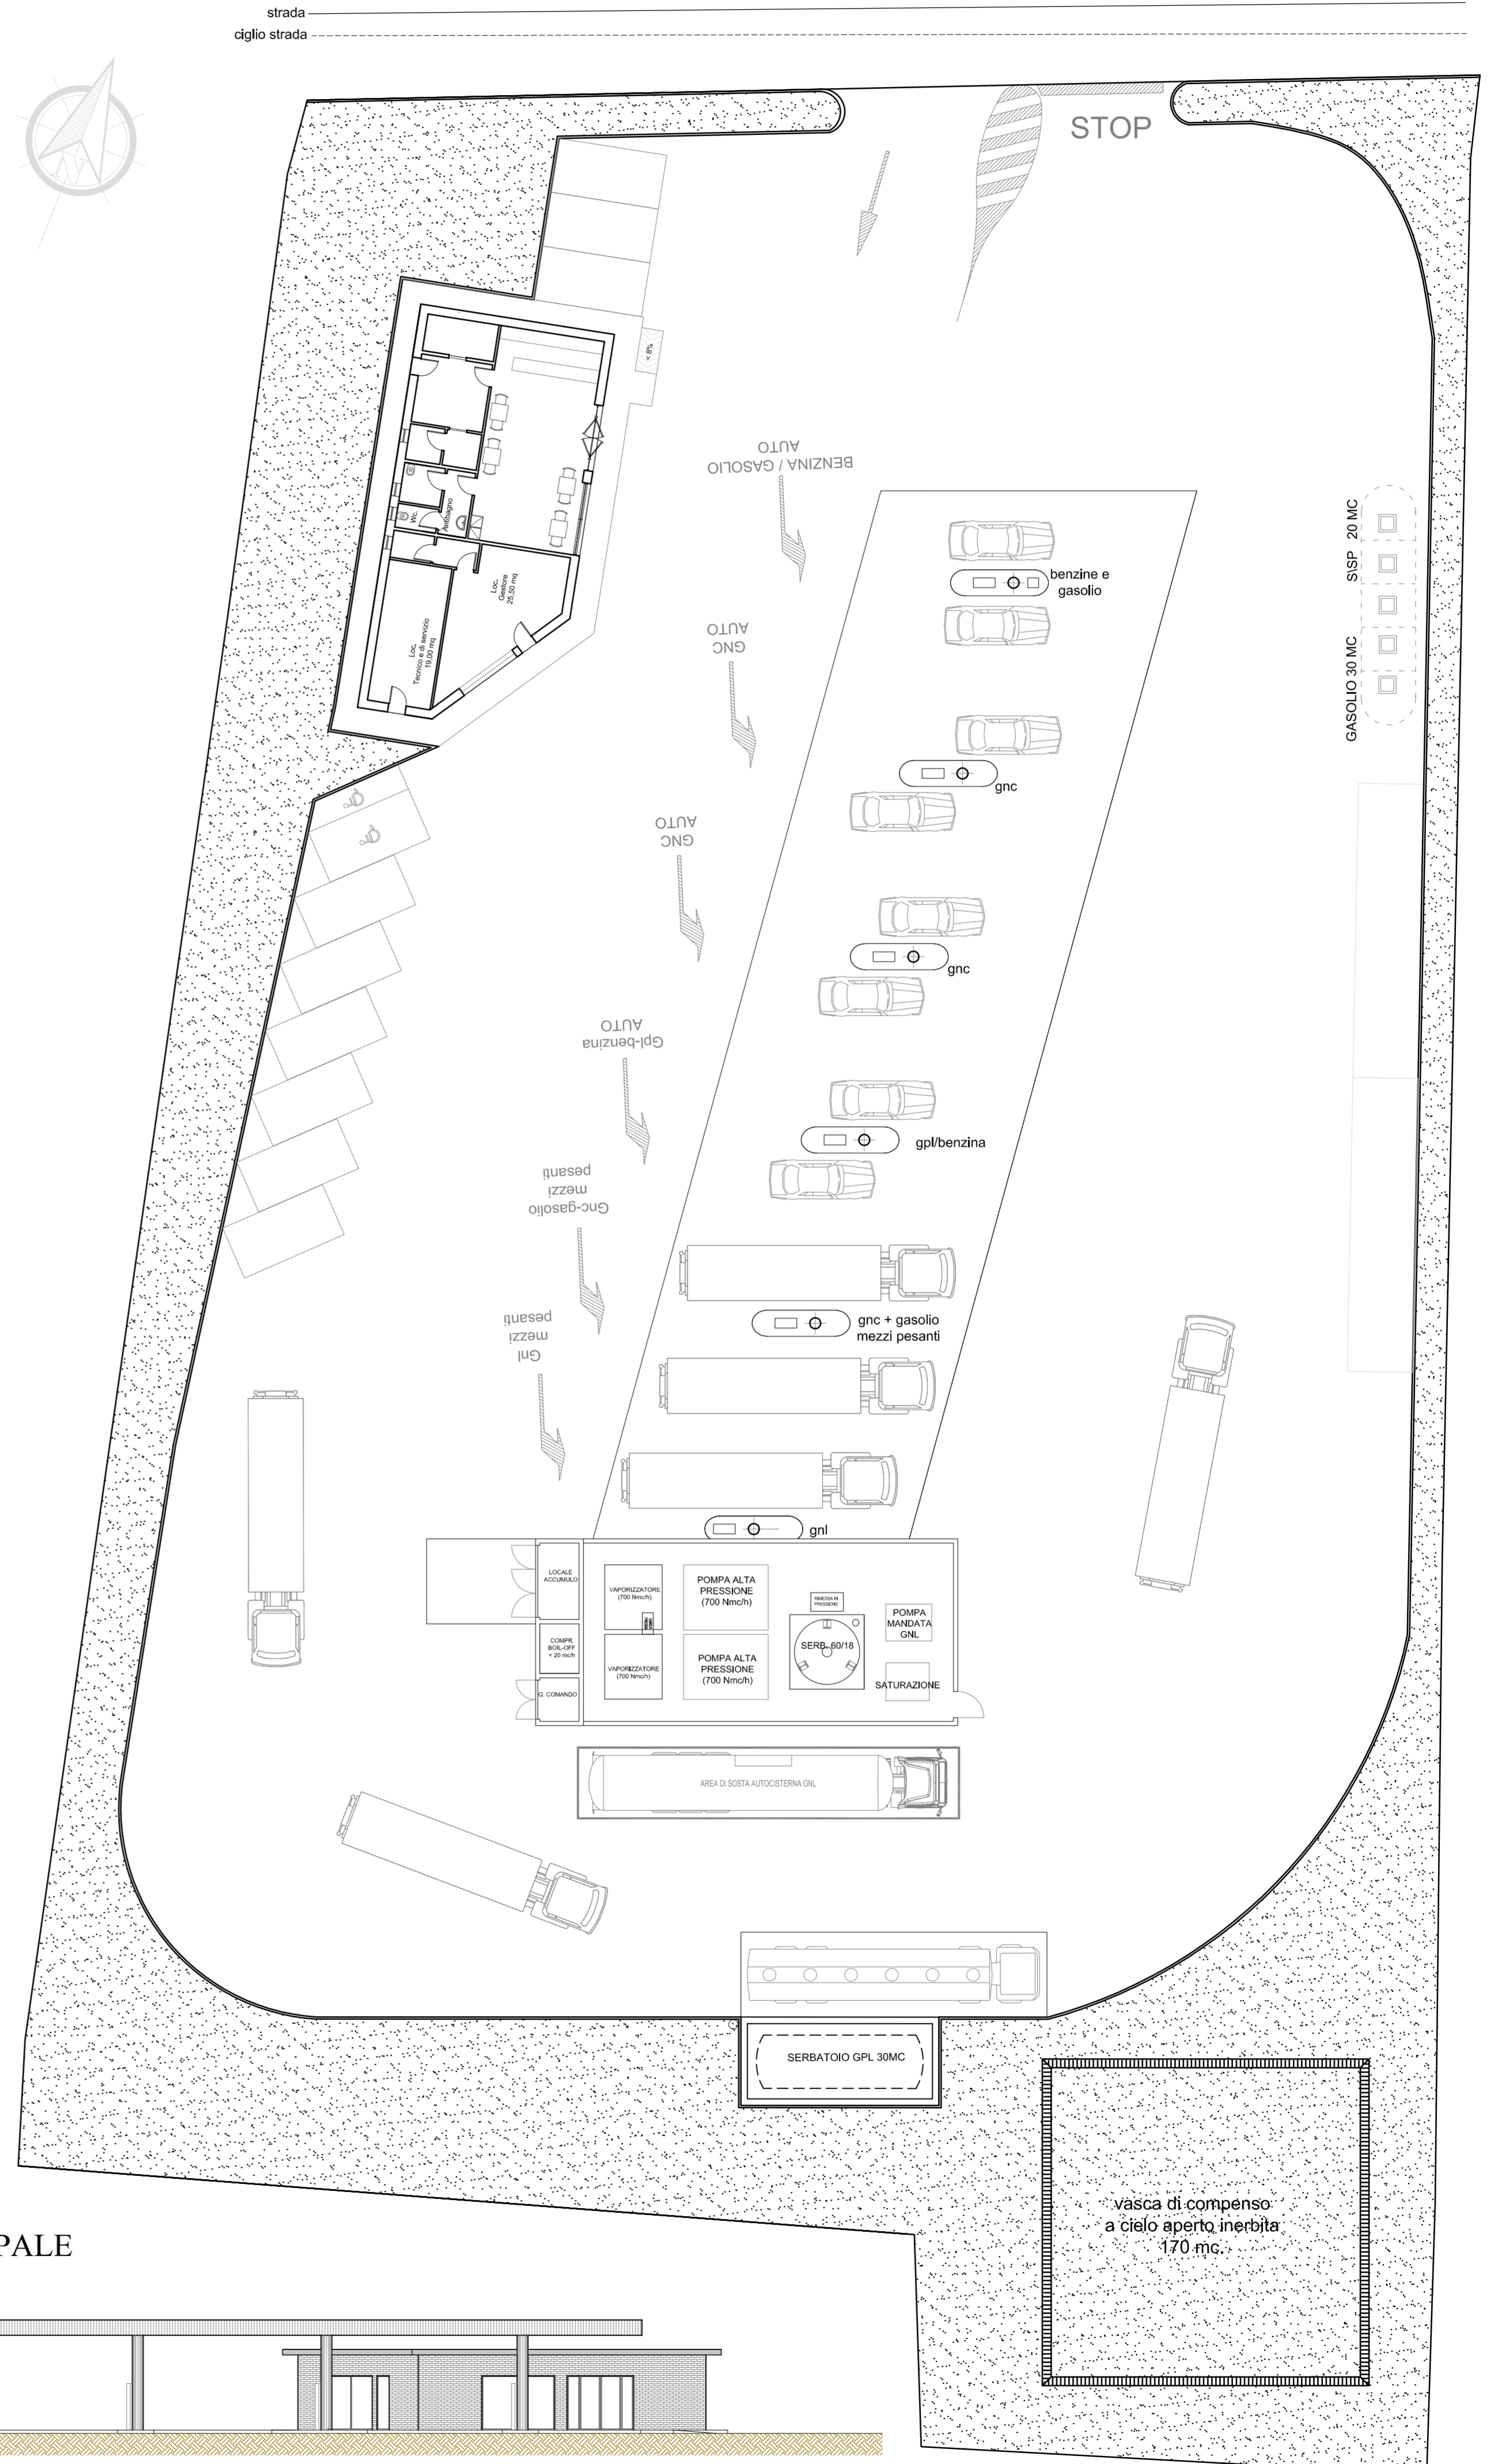 strada
ciglio strada
STOP
< 8%
BENZINA / GASOLIO
AUTO
benzine e
gasolio
S\SP   20 MC
GASOLIO 30 MC
Wc.
Antibagno
Loc.
Gestore
25,50 mq
Loc.
Tecnico e di servizio
19,00 mq
GNC
AUTO
gnc
GNC
AUTO
gnc
Gpl-benzina
AUTO
gpl/benzina
Gnc-gasolio
mezzi
pesanti
gnc + gasolio
mezzi pesanti
Gnl
mezzi
pesanti
gnl
LOCALE
ACCUMULO
VAPORIZZATORE
(700 Nmc/h)
POMPA ALTA
PRESSIONE
(700 Nmc/h)
RIMESSA IN
PRESSIONE
POMPA
MANDATA
GNL
COMPR.
BOIL-OFF
< 20 mc/h
VAPORIZZATORE
(700 Nmc/h)
POMPA ALTA
PRESSIONE
(700 Nmc/h)
SERB. 60/18
SATURAZIONE
Q. COMANDO
AREA DI SOSTA AUTOCISTERNA GNL
SERBATOIO GPL 30MC
vasca di compenso
a cielo aperto inerbita
170 mc.
PALE